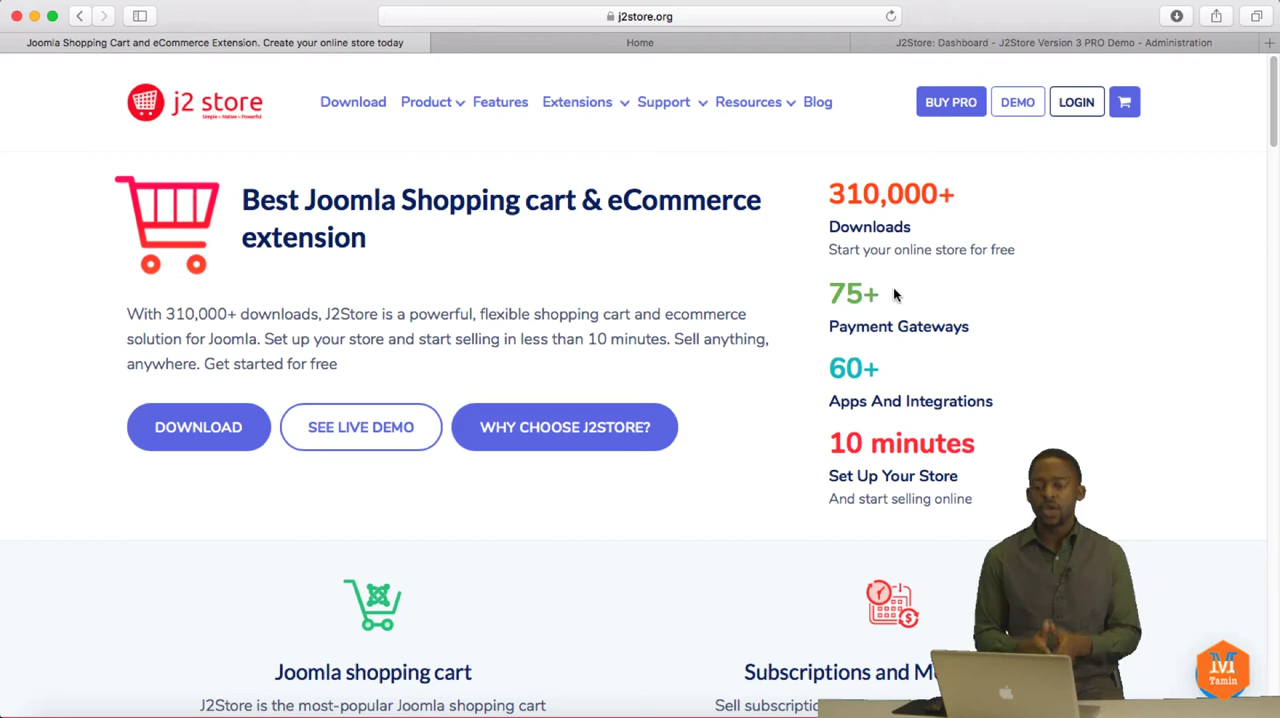 j2store.org
Joomla Shopping Cart and eCommerce Extension. Create your online store today
Home
J2Store: Dashboard - J2Store Version 3 PRO Demo - Administration
j2 store
Simple • Native • Powerful
Download Product Features Extensions Support Resources Blog
BUY PRO DEMO LOGIN
Best Joomla Shopping cart & eCommerce
extension
With 310,000+ downloads, J2Store is a powerful, flexible shopping cart and ecommerce
solution for Joomla. Set up your store and start selling in less than 10 minutes. Sell anything,
anywhere. Get started for free
DOWNLOAD SEE LIVE DEMO WHY CHOOSE J2STORE?
310,000+
Downloads
Start your online store for free
75+
Payment Gateways
60+
Apps And Integrations
10 minutes
Set Up Your Store
And start selling online
Joomla shopping cart
J2Store is the most-popular Joomla shopping cart
Subscriptions and M
Sell subscriptio
Tamin